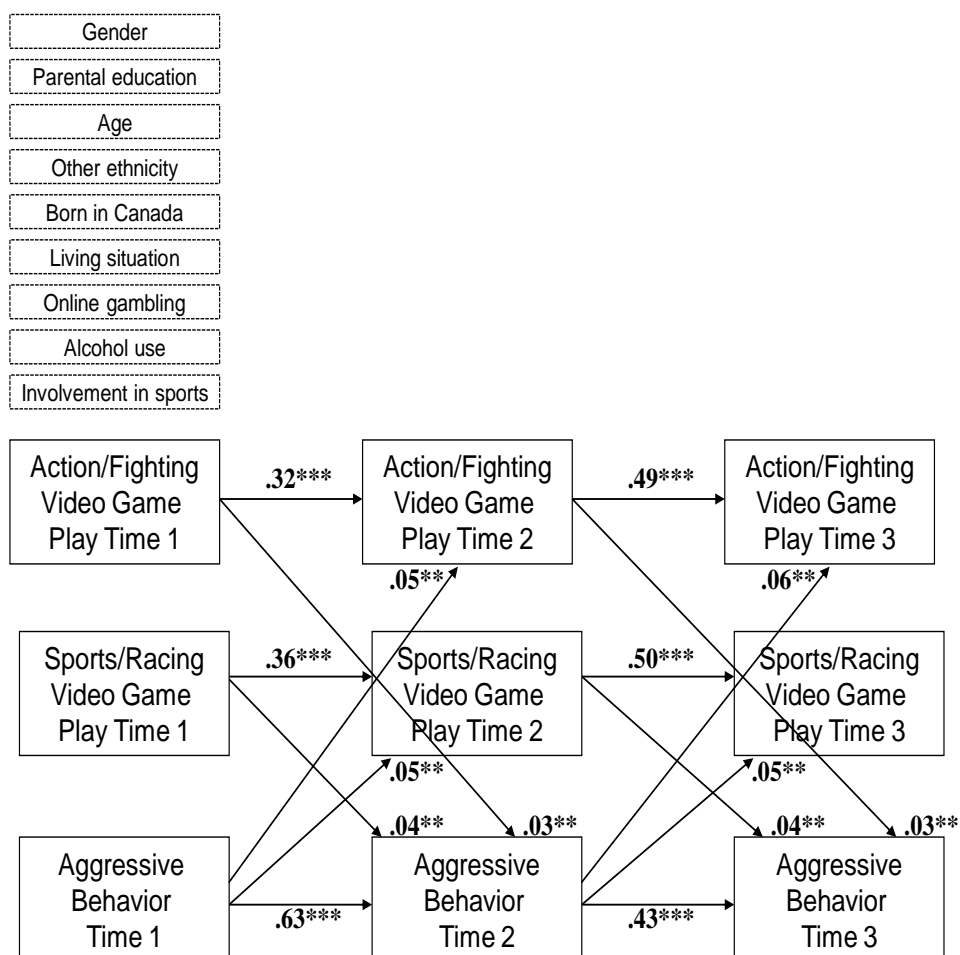 Gender
Parental education
Age
Other ethnicity
Born in Canada
Living situation
Online gambling
Alcohol use
Involvement in sports
Action/Fighting
Video Game
Play Time 1
.32***
Action/Fighting
Video Game
Play Time 2
.49***
Action/Fighting
Video Game
Play Time 3
.05**
.06**
Sports/Racing
Video Game
Play Time 1
.36***
Sports/Racing
Video Game
Play Time 2
.50***
Sports/Racing
Video Game
Play Time 3
.05**
.05**
.04**
.03**
.04**
.03**
Aggressive
Behavior
Time 1
.63***
Aggressive
Behavior
Time 2
.43***
Aggressive
Behavior
Time 3